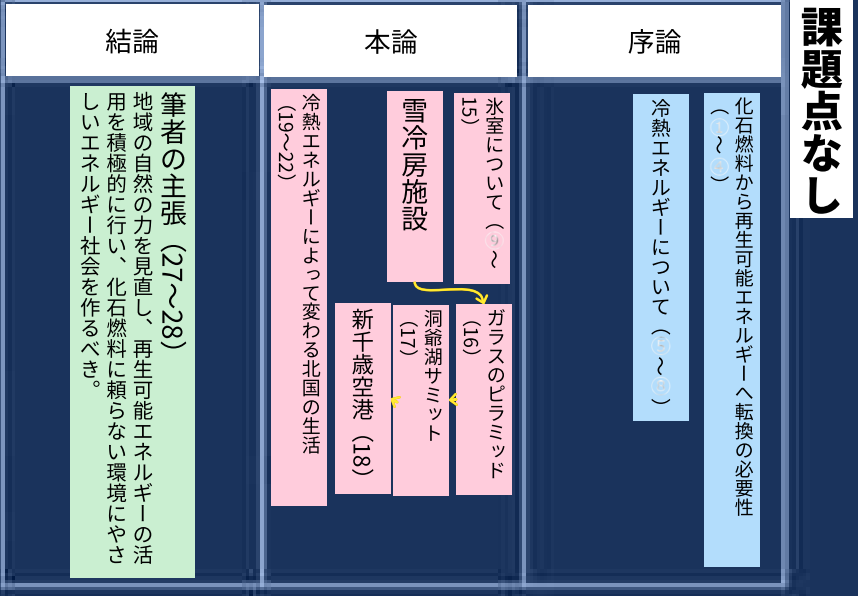 課題点なし
序論
本論
結論
化石燃料から再生可能エネルギーへ転換の必要性
（①～④）
冷熱エネルギーについて（⑤～⑧）
氷室について（⑨～
15）
雪冷房施設
ガラスのピラミッド
（16）
洞爺湖サミット
（17）
新千歳空港（18）
冷熱エネルギーによって変わる北国の生活
（19～22）
筆者の主張（27～28）
地域の自然の力を見直し、再生可能エネルギーの活
用を積極的に行い、化石燃料に頼らない環境にやさ
しいエネルギー社会を作るべき。